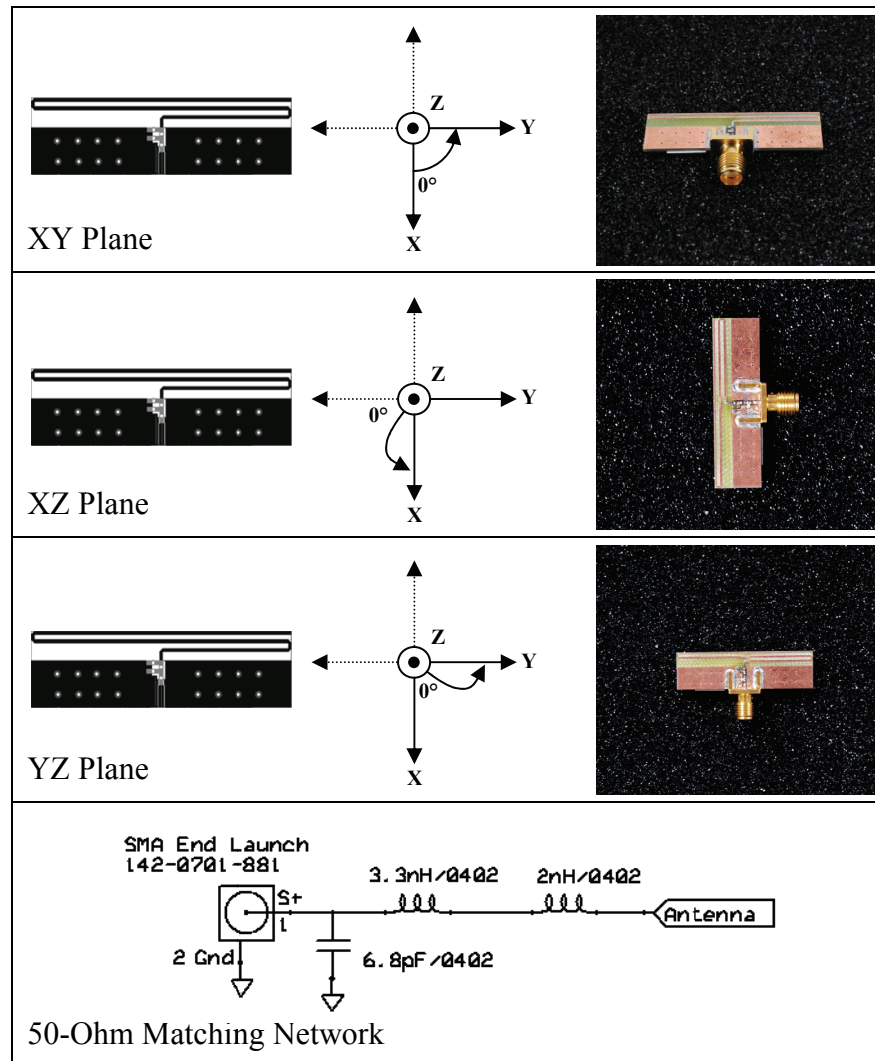 Z
Y
0°
X
XY Plane
Z
Y
0°
X
XZ Plane
Z
Y
0°
X
YZ Plane
SMA End Launch
142-0701-881
3.3nH/0402
2nH/0402
S+
1
Antenna
2 Gnd
6.8pF/0402
50-Ohm Matching Network